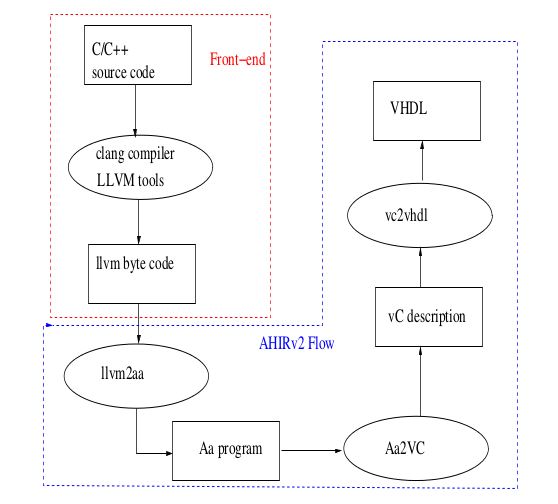 C/C++
source code
Front-end
clang compiler
LLVM tools
llvm byte code
AHIRv2 Flow
llvm2aa
Aa program
Aa2VC
vC description
vc2vhdl
VHDL